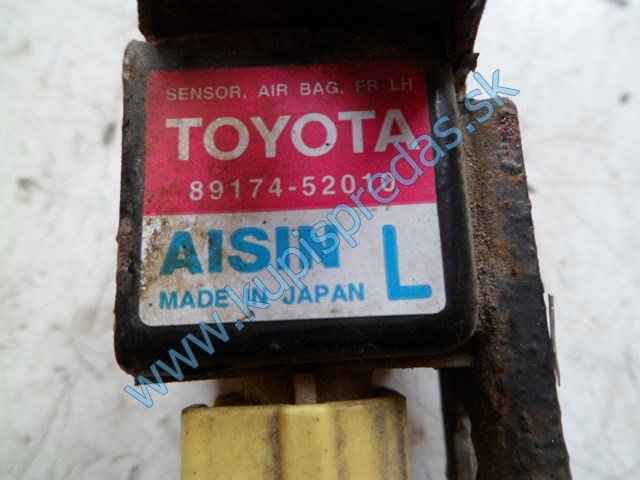 SENSOR, AIR BAG, FR LH
TOYOTA
89174-52010
AISIN L
MADE IN JAPAN
www.kupispredas.sk